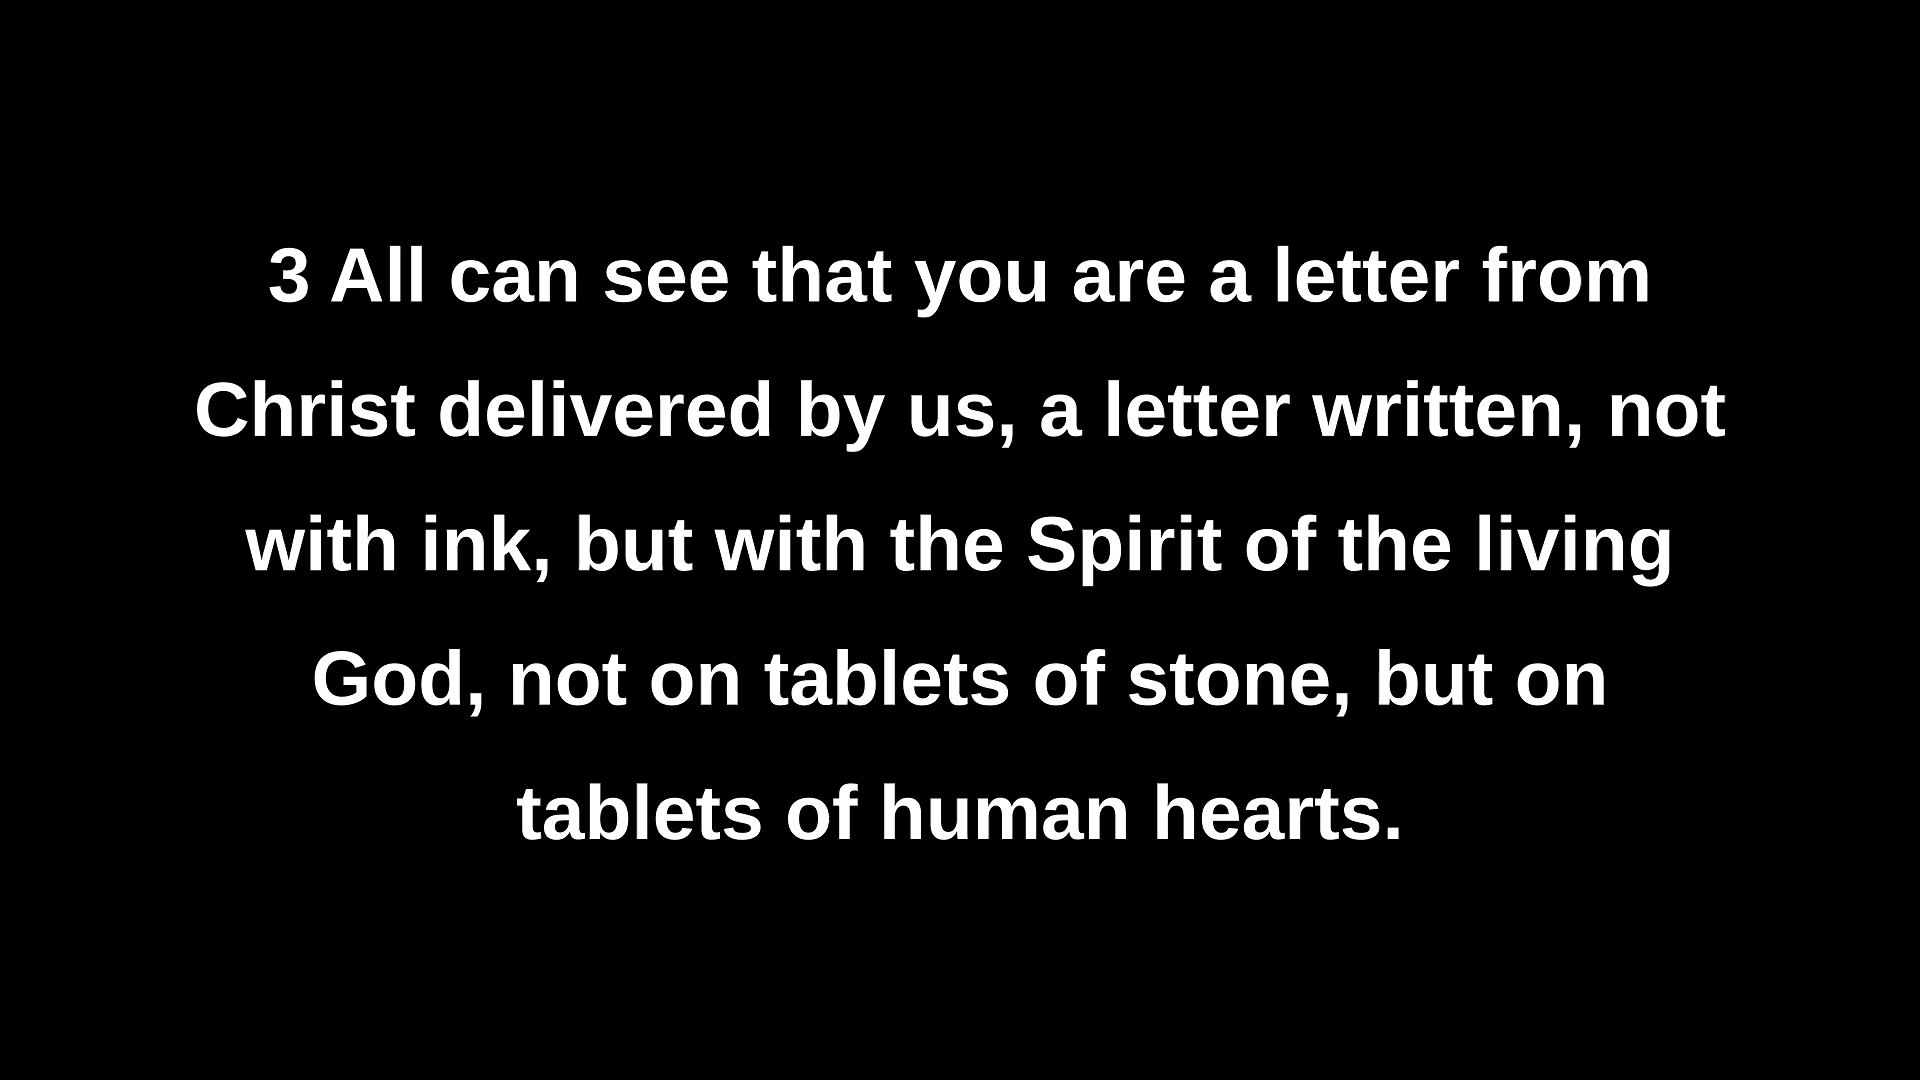 3 All can see that you are a letter from
Christ delivered by us, a letter written, not
with ink, but with the Spirit of the living
God, not on tablets of stone, but on
tablets of human hearts.